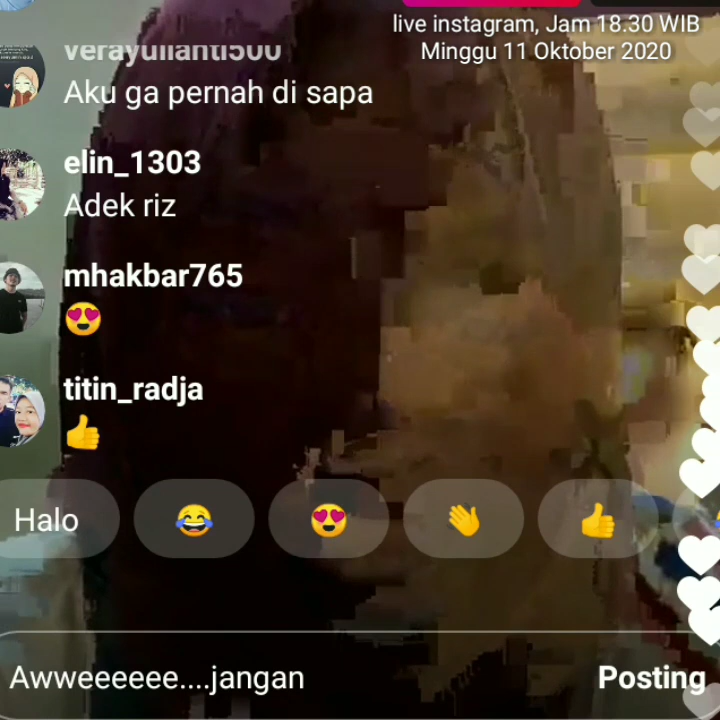 live instagram, Jam 18.30 WIB
Minggu 11 Oktober 2020
verayulianti500
Aku ga pernah di sapa
elin_1303
Adek riz
mhakbar765
😍
titin_radja
👍
Halo 😂 😍 👋 👍
Awweeeeee....jangan Posting